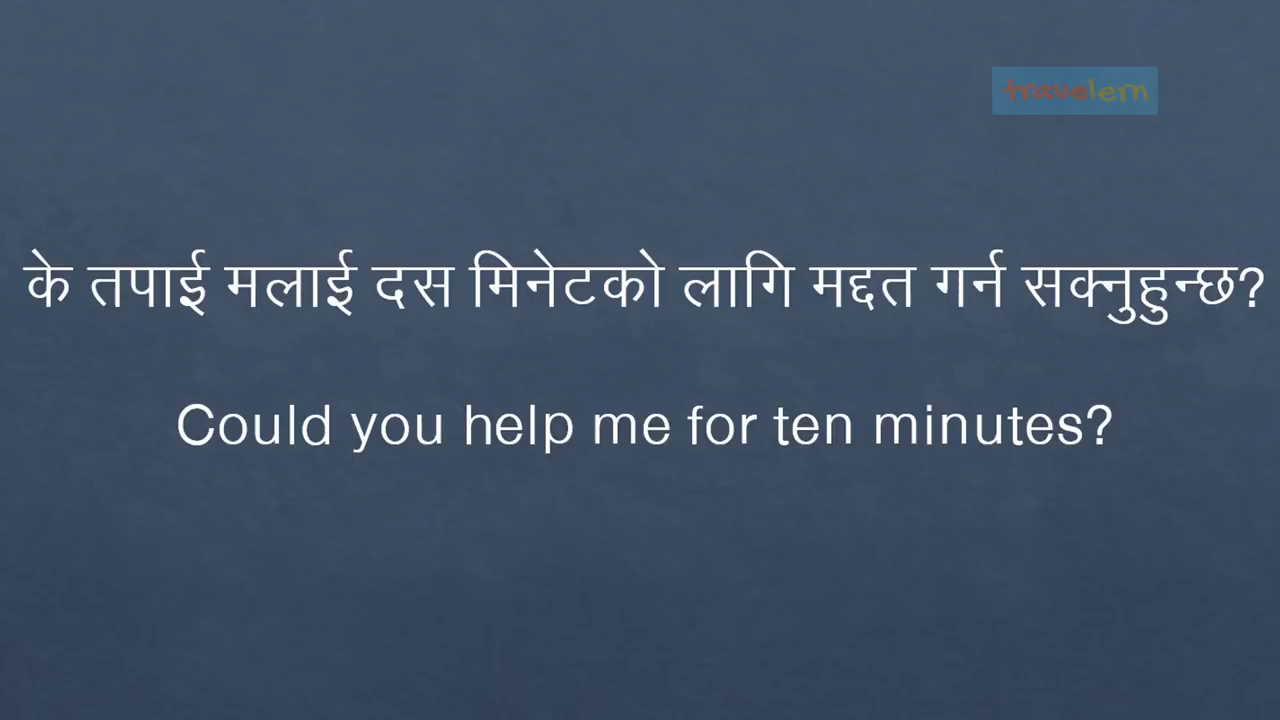 travelem
के तपाई मलाई दस मिनेटको लागि मद्दत गर्न सक्नुहुन्छ?
Could you help me for ten minutes?